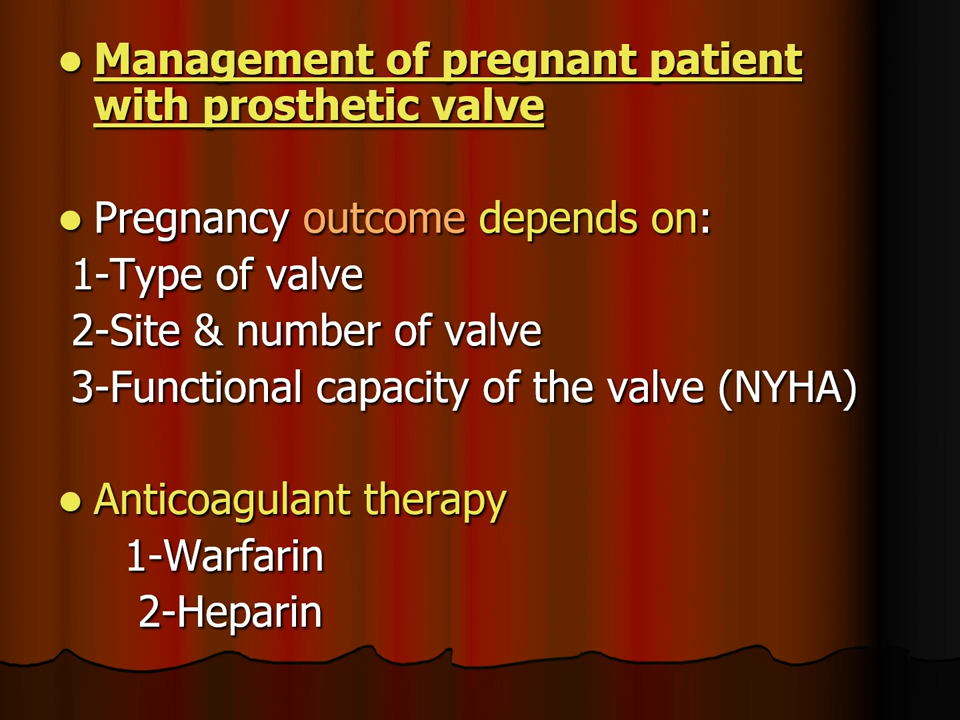 ● Management of pregnant patient
with prosthetic valve
● Pregnancy outcome depends on:
1-Type of valve
2-Site & number of valve
3-Functional capacity of the valve (NYHA)
● Anticoagulant therapy
1-Warfarin
2-Heparin